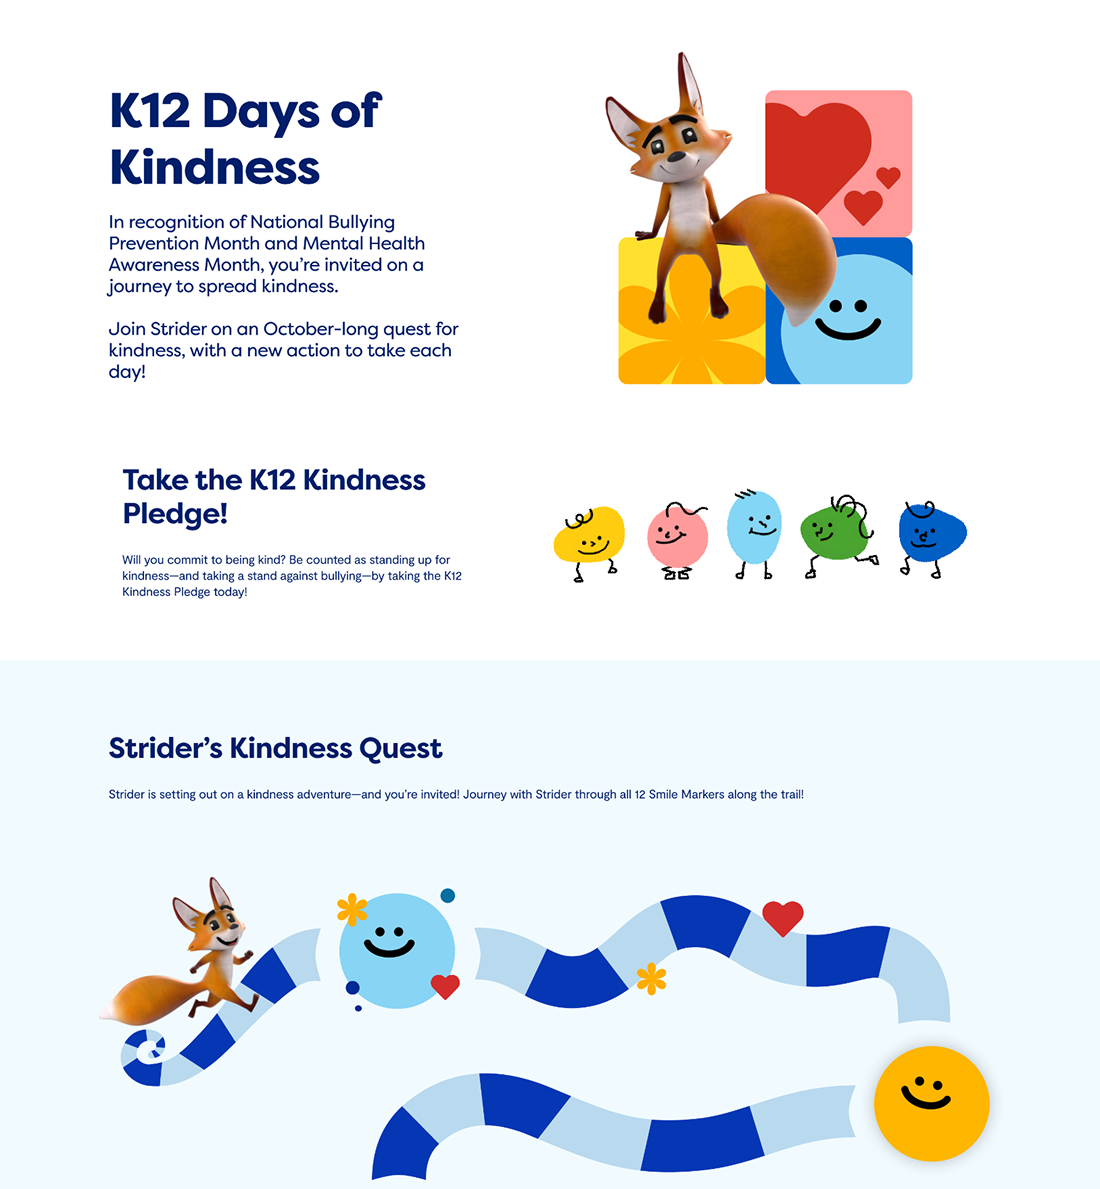 K12 Days of
Kindness
In recognition of National Bullying
Prevention Month and Mental Health
Awareness Month, you’re invited on a
journey to spread kindness.
Join Strider on an October-long quest for
kindness, with a new action to take each
day!
Take the K12 Kindness
Pledge!
Will you commit to being kind? Be counted as standing up for
kindness—and taking a stand against bullying—by taking the K12
Kindness Pledge today!
Strider’s Kindness Quest
Strider is setting out on a kindness adventure—and you’re invited! Journey with Strider through all 12 Smile Markers along the trail!